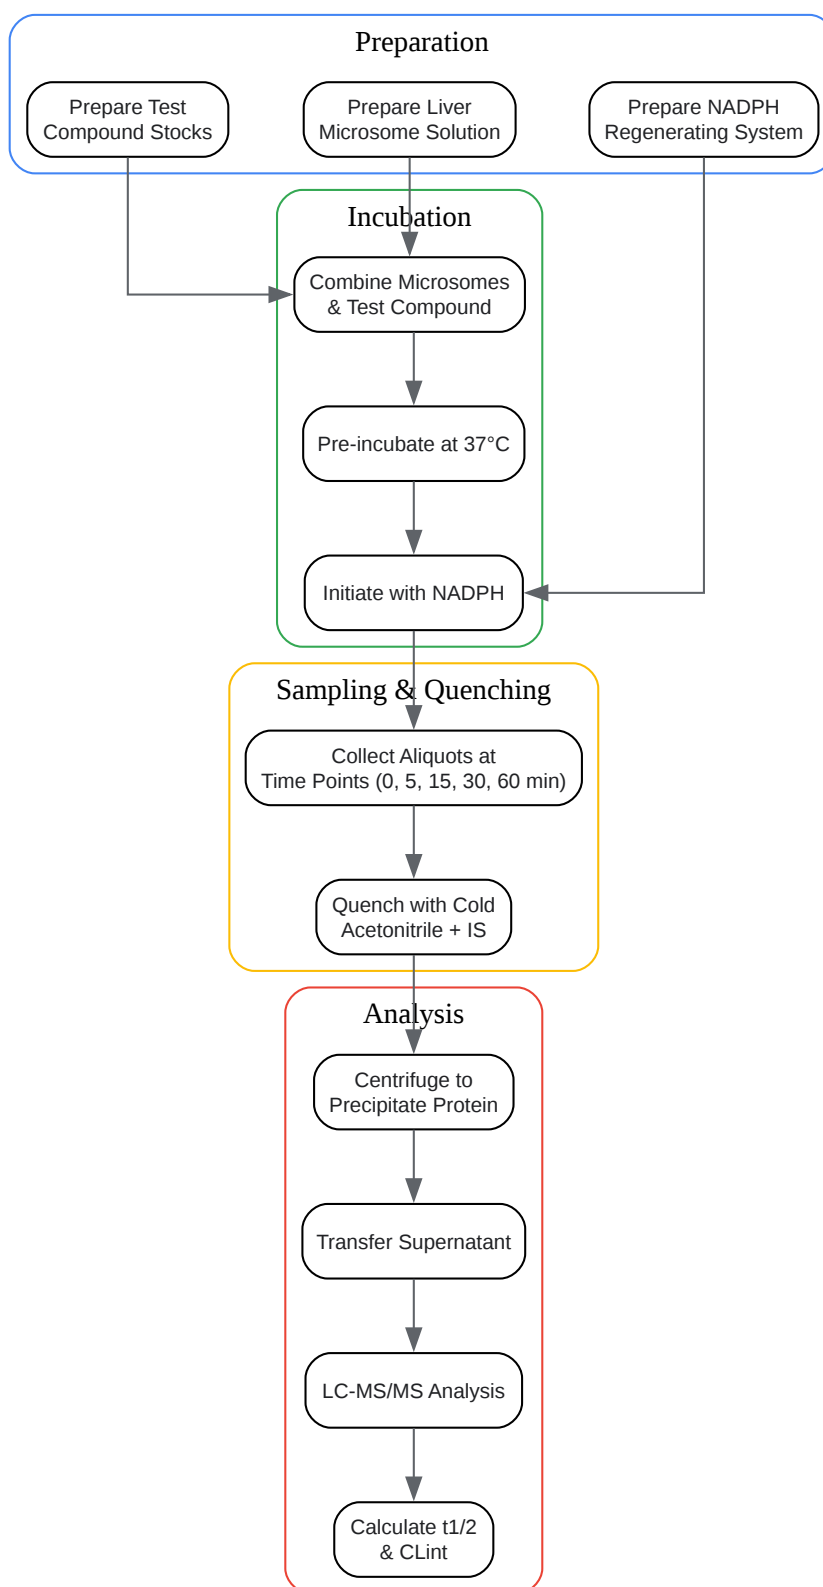 Preparation
Prepare Test
Compound Stocks
Prepare Liver
Microsome Solution
Prepare NADPH
Regenerating System
Incubation
Combine Microsomes
& Test Compound
Pre-incubate at 37°C
Initiate with NADPH
Sampling & Quenching
Collect Aliquots at
Time Points (0, 5, 15, 30, 60 min)
Quench with Cold
Acetonitrile + IS
Analysis
Centrifuge to
Precipitate Protein
Transfer Supernatant
LC-MS/MS Analysis
Calculate t1/2
& CLint